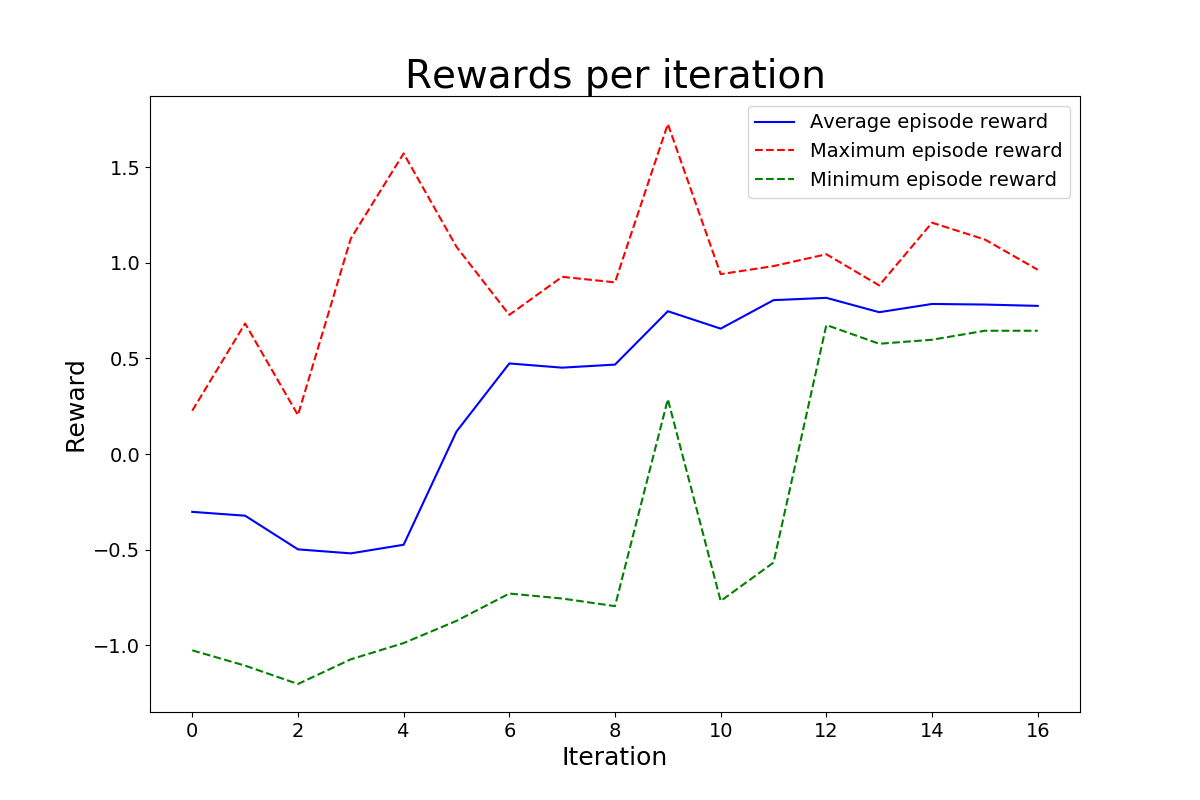 Rewards per iteration
Average episode reward
Maximum episode reward
Minimum episode reward
1.5
1.0
0.5
0.0
−0.5
−1.0
Reward
0 2 4 6 8 10 12 14 16
Iteration